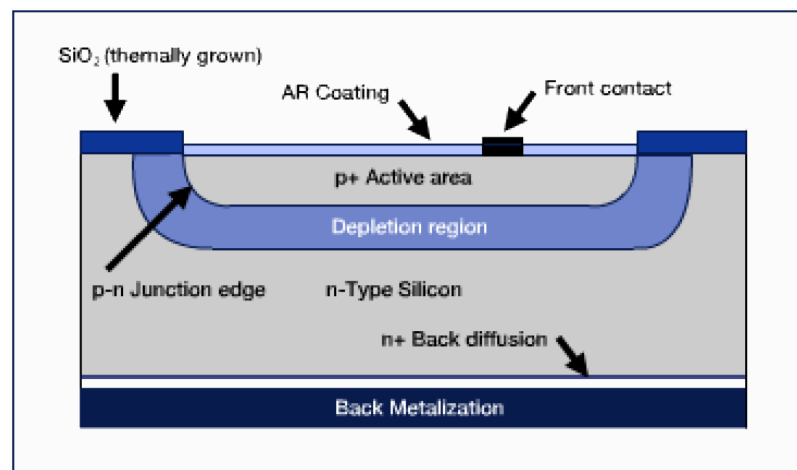 SiO₂ (thermally grown)
AR Coating
Front contact
p+ Active area
Depletion region
p-n Junction edge
n-Type Silicon
n+ Back diffusion
Back Metalization